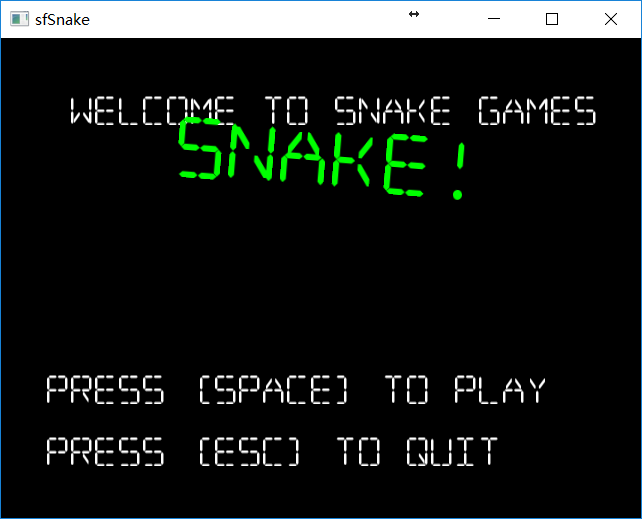 sfSnake
WELCOME TO SNAKE GAMES
SNAKE!
PRESS [SPACE] TO PLAY
PRESS [ESC] TO QUIT